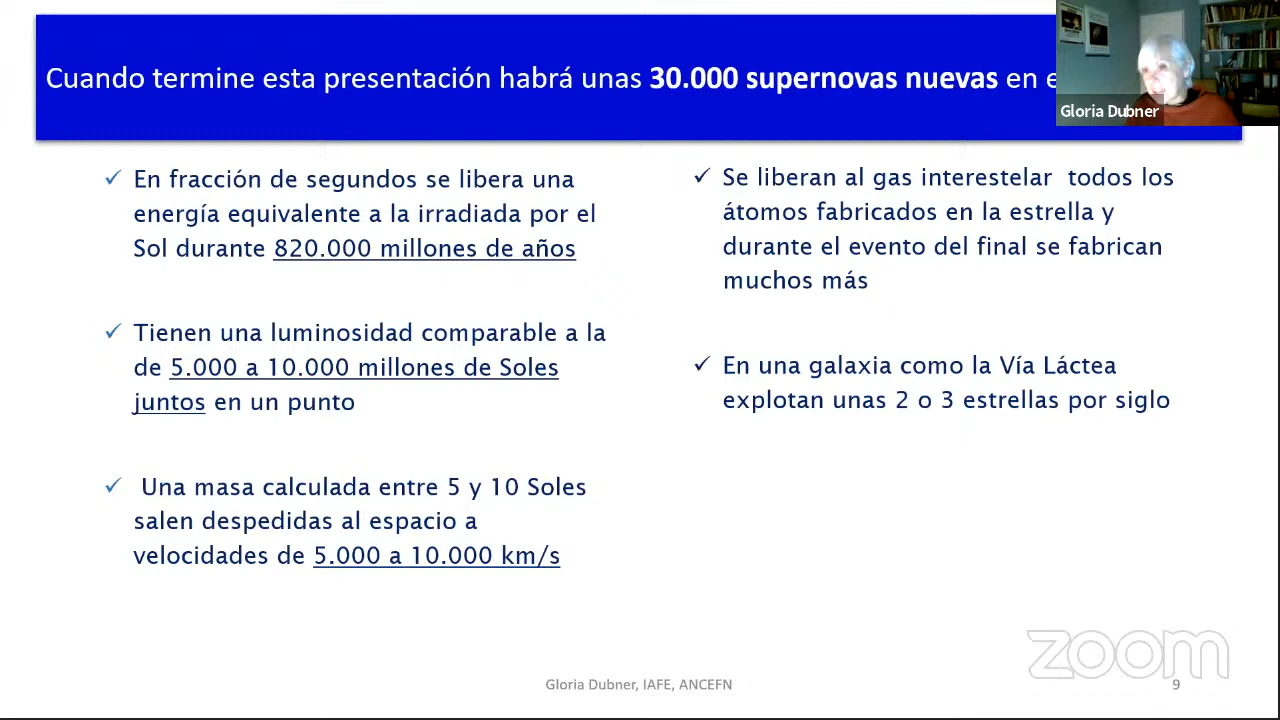 Cuando termine esta presentación habrá unas 30.000 supernovas nuevas en
Gloria Dubner
✓ En fracción de segundos se libera una
energía equivalente a la irradiada por el
Sol durante 820.000 millones de años
✓ Tienen una luminosidad comparable a la
de 5.000 a 10.000 millones de Soles
juntos en un punto
✓ Una masa calculada entre 5 y 10 Soles
salen despedidas al espacio a
velocidades de 5.000 a 10.000 km/s
✓ Se liberan al gas interestelar todos los
átomos fabricados en la estrella y
durante el evento del final se fabrican
muchos más
✓ En una galaxia como la Vía Láctea
explotan unas 2 o 3 estrellas por siglo
zoom
Gloria Dubner, IAFE, ANCEFN
9